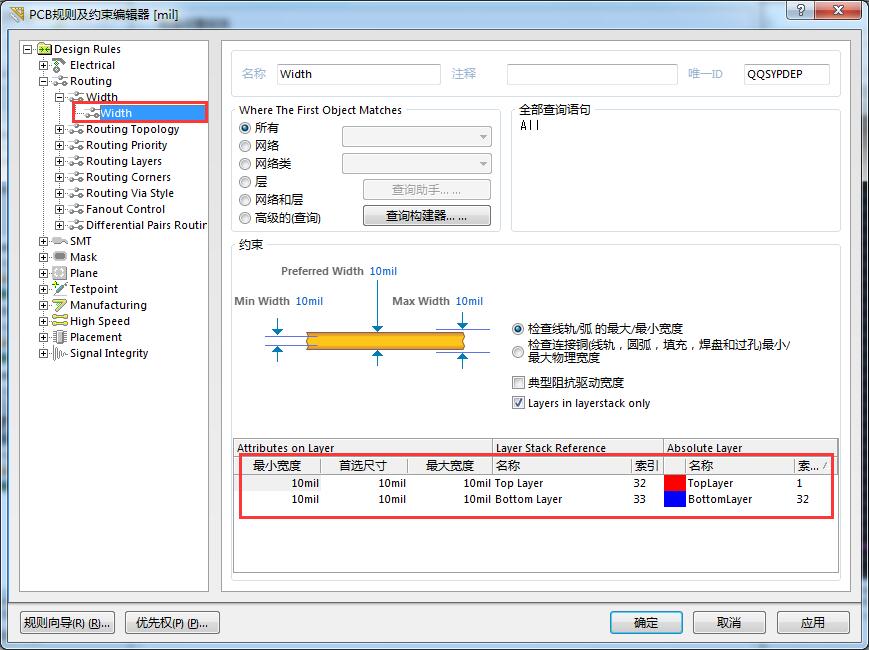 PCB规则及约束编辑器 [mil]
Design Rules
Electrical
Routing
Width
Width
Routing Topology
Routing Priority
Routing Layers
Routing Corners
Routing Via Style
Fanout Control
Differential Pairs Routin
SMT
Mask
Plane
Testpoint
Manufacturing
High Speed
Placement
Signal Integrity
名称 Width 注释 唯一ID QQSYPDEP
Where The First Object Matches
所有
网络
网络类
层
网络和层
高级的(查询)
查询助手... ...
查询构建器... ...
全部查询语句
All
约束
Preferred Width 10mil
Min Width 10mil Max Width 10mil
检查线轨/弧 的最大/最小宽度
检查连接铜(线轨，圆弧，填充，焊盘和过孔)最小/
最大物理宽度
典型阻抗驱动宽度
Layers in layerstack only
Attributes on Layer Layer Stack Reference Absolute Layer
最小宽度 首选尺寸 最大宽度 名称 索引 名称 索...
10mil 10mil 10mil Top Layer 32 TopLayer 1
10mil 10mil 10mil Bottom Layer 33 BottomLayer 32
规则向导(R) (R)... 优先权(P) (P)... 确定 取消 应用